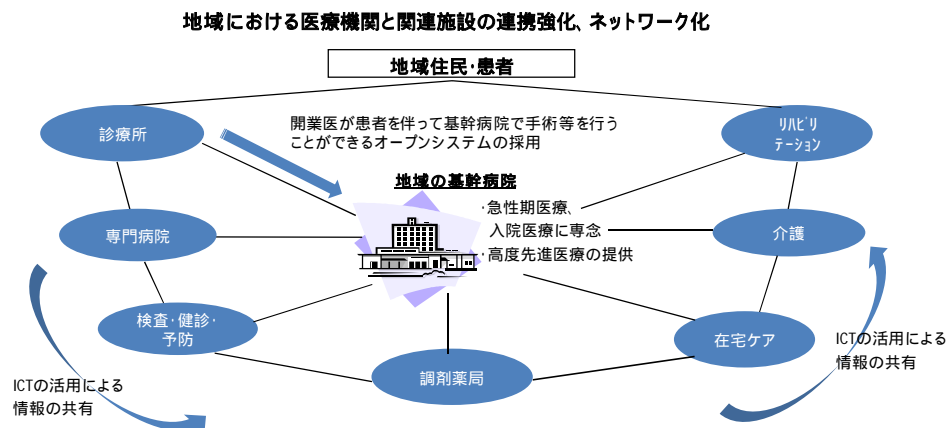 地域における医療機関と関連施設の連携強化、ネットワーク化
地域住民・患者
診療所
開業医が患者を伴って基幹病院で手術等を行う
ことができるオープンシステムの採用
ﾘﾊﾋﾞﾘ
ﾃｰｼｮﾝ
地域の基幹病院
・急性期医療、
入院医療に専念
・高度先進医療の提供
専門病院
介護
検査・健診・
予防
在宅ケア
調剤薬局
ICTの活用による
情報の共有
ICTの活用による
情報の共有